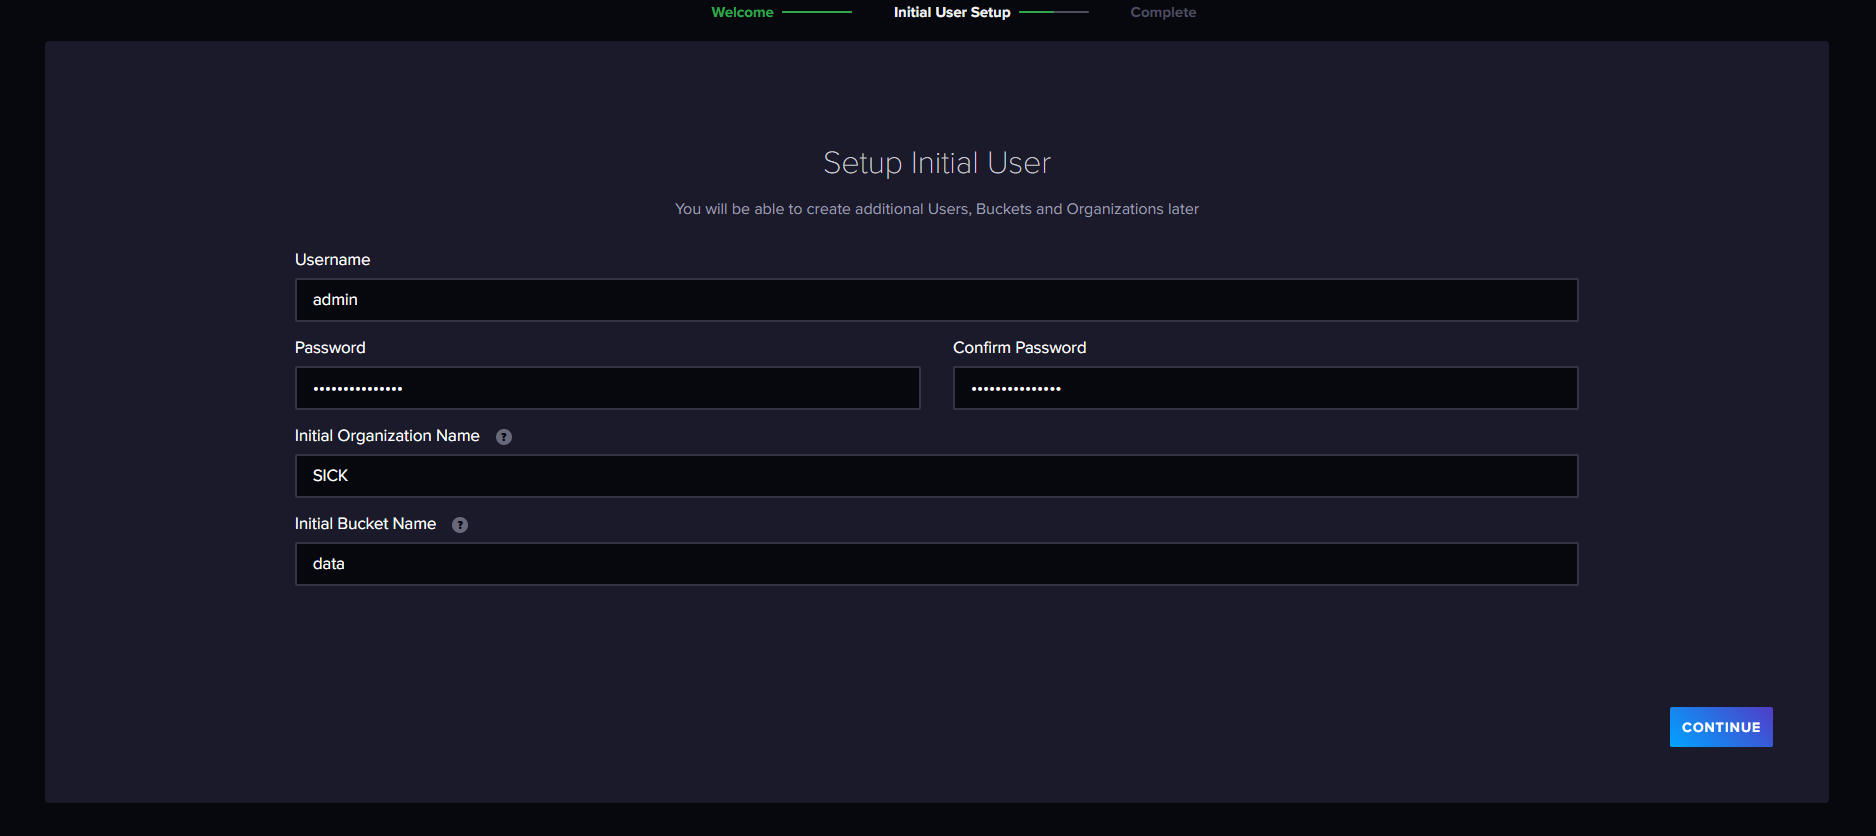 Welcome Initial User Setup Complete
Setup Initial User
You will be able to create additional Users, Buckets and Organizations later
Username
admin
Password Confirm Password
••••••••••••••• •••••••••••••••
Initial Organization Name ?
SICK
Initial Bucket Name ?
data
CONTINUE